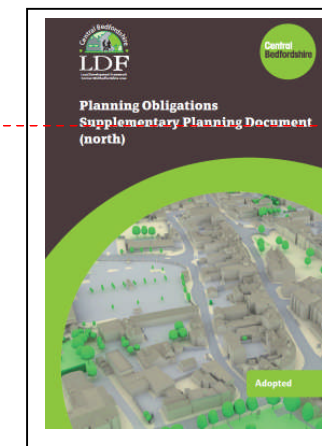 Central Bedfordshire
LDF
Central
Bedfordshire
Planning Obligations
Supplementary Planning Document
(north)
Adopted